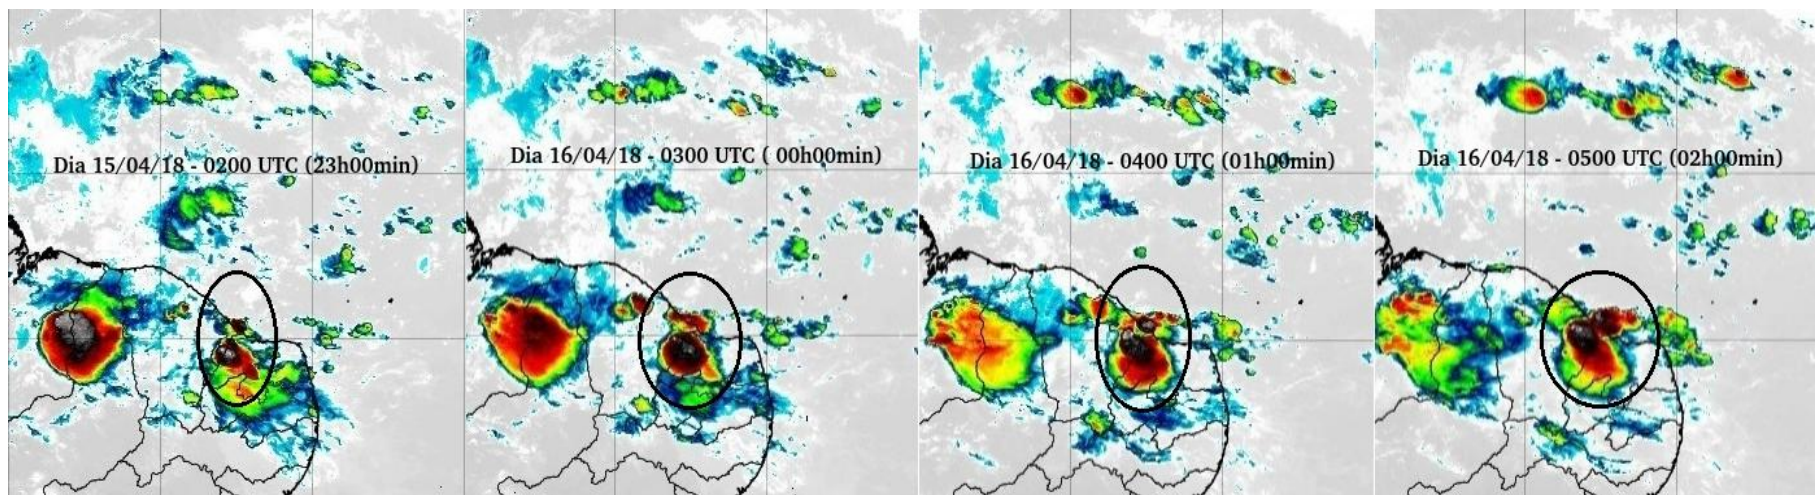 Dia 15/04/18 - 0200 UTC (23h00min)
Dia 16/04/18 - 0300 UTC ( 00h00min)
Dia 16/04/18 - 0400 UTC (01h00min)
Dia 16/04/18 - 0500 UTC (02h00min)